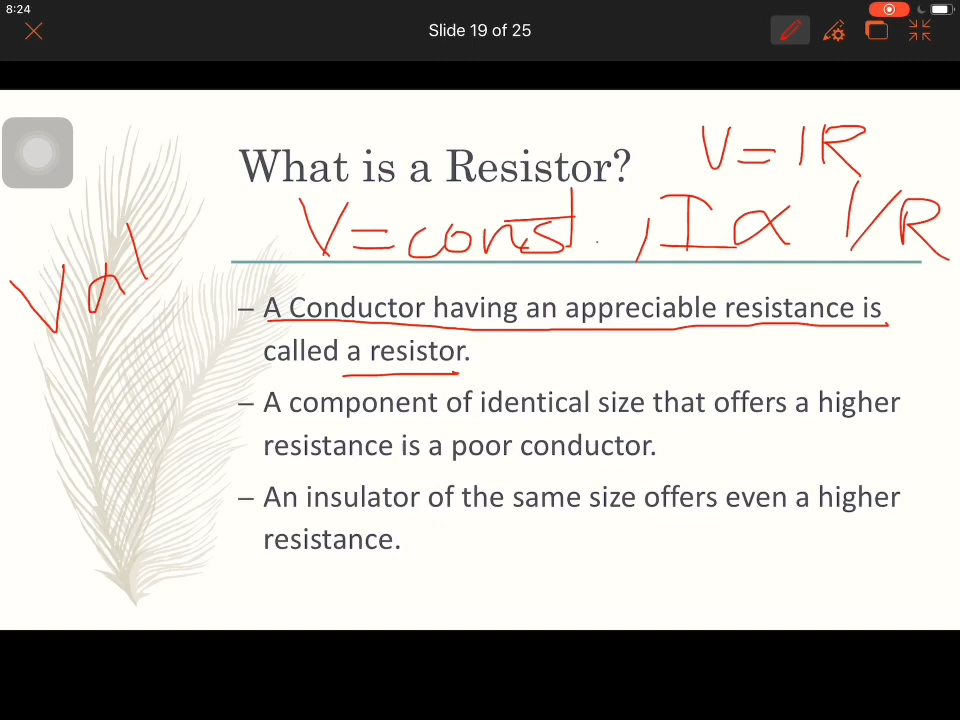 8:24
Slide 19 of 25
What is a Resistor?
V = IR
V = const. , I ∝ 1/R
V ∝ I
– A Conductor having an appreciable resistance is
called a resistor.
– A component of identical size that offers a higher
resistance is a poor conductor.
– An insulator of the same size offers even a higher
resistance.